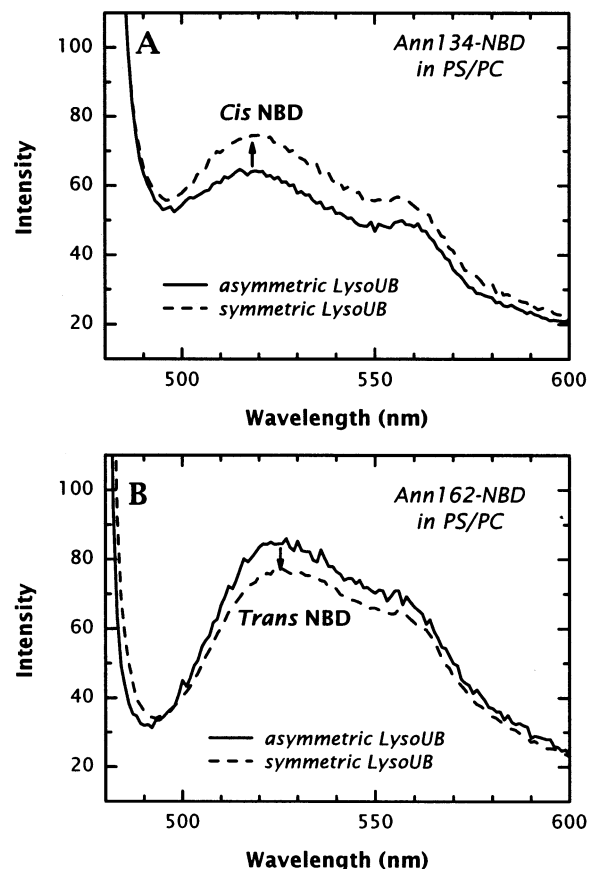 A
Ann134-NBD
in PS/PC
Cis NBD
Intensity
100
80
60
40
20
asymmetric LysoUB
symmetric LysoUB
500
550
600
Wavelength (nm)
B
Ann162-NBD
in PS/PC
Trans NBD
Intensity
100
80
60
40
20
asymmetric LysoUB
symmetric LysoUB
500
550
600
Wavelength (nm)